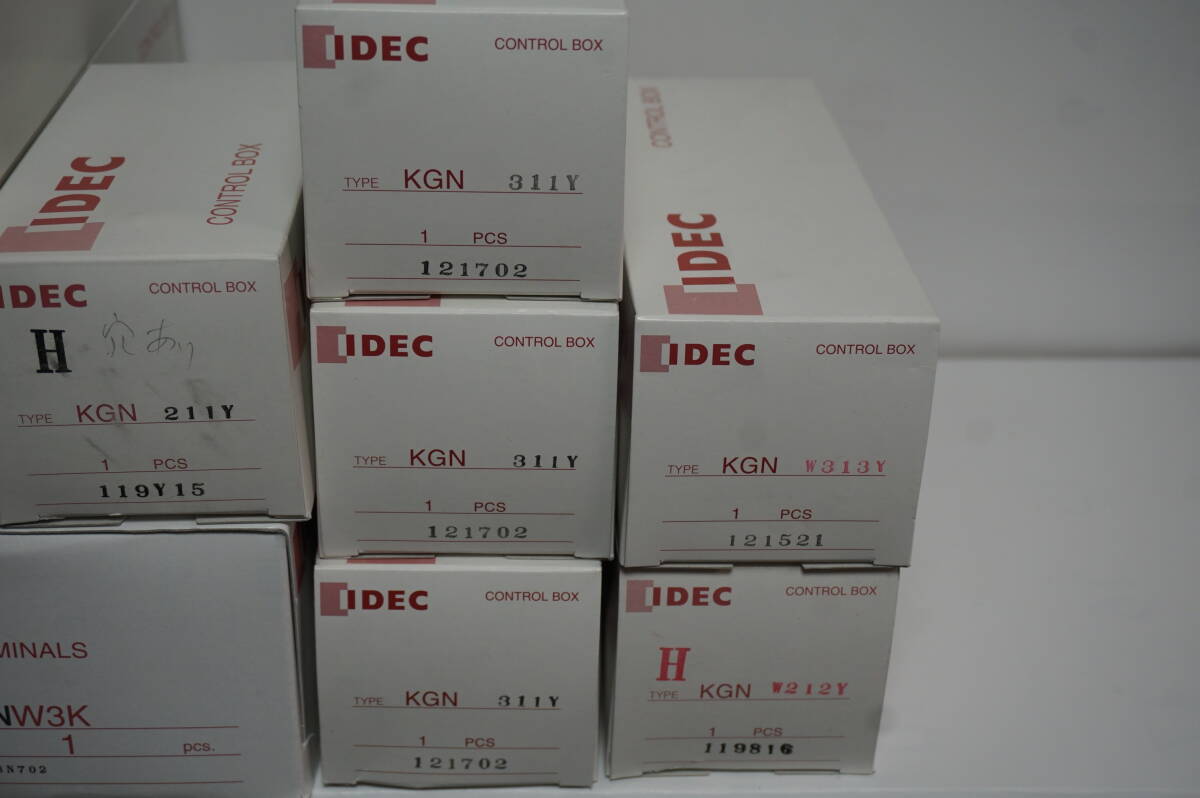 IDEC
CONTROL BOX
TYPE KGN 311Y
1 PCS
121702
IDEC
CONTROL BOX
IDEC CONTROL BOX
H 穴あり
TYPE KGN 211Y
1 PCS
119Y15
IDEC CONTROL BOX
TYPE KGN 311Y
1 PCS
121702
CONTROL BOX
IDEC
IDEC CONTROL BOX
TYPE KGN W313Y
1 PCS
121521
MINALS
NW3K
1 pcs.
N702
IDEC CONTROL BOX
TYPE KGN 311Y
1 PCS
121702
IDEC CONTROL BOX
H
TYPE KGN W212Y
1 PCS
119816